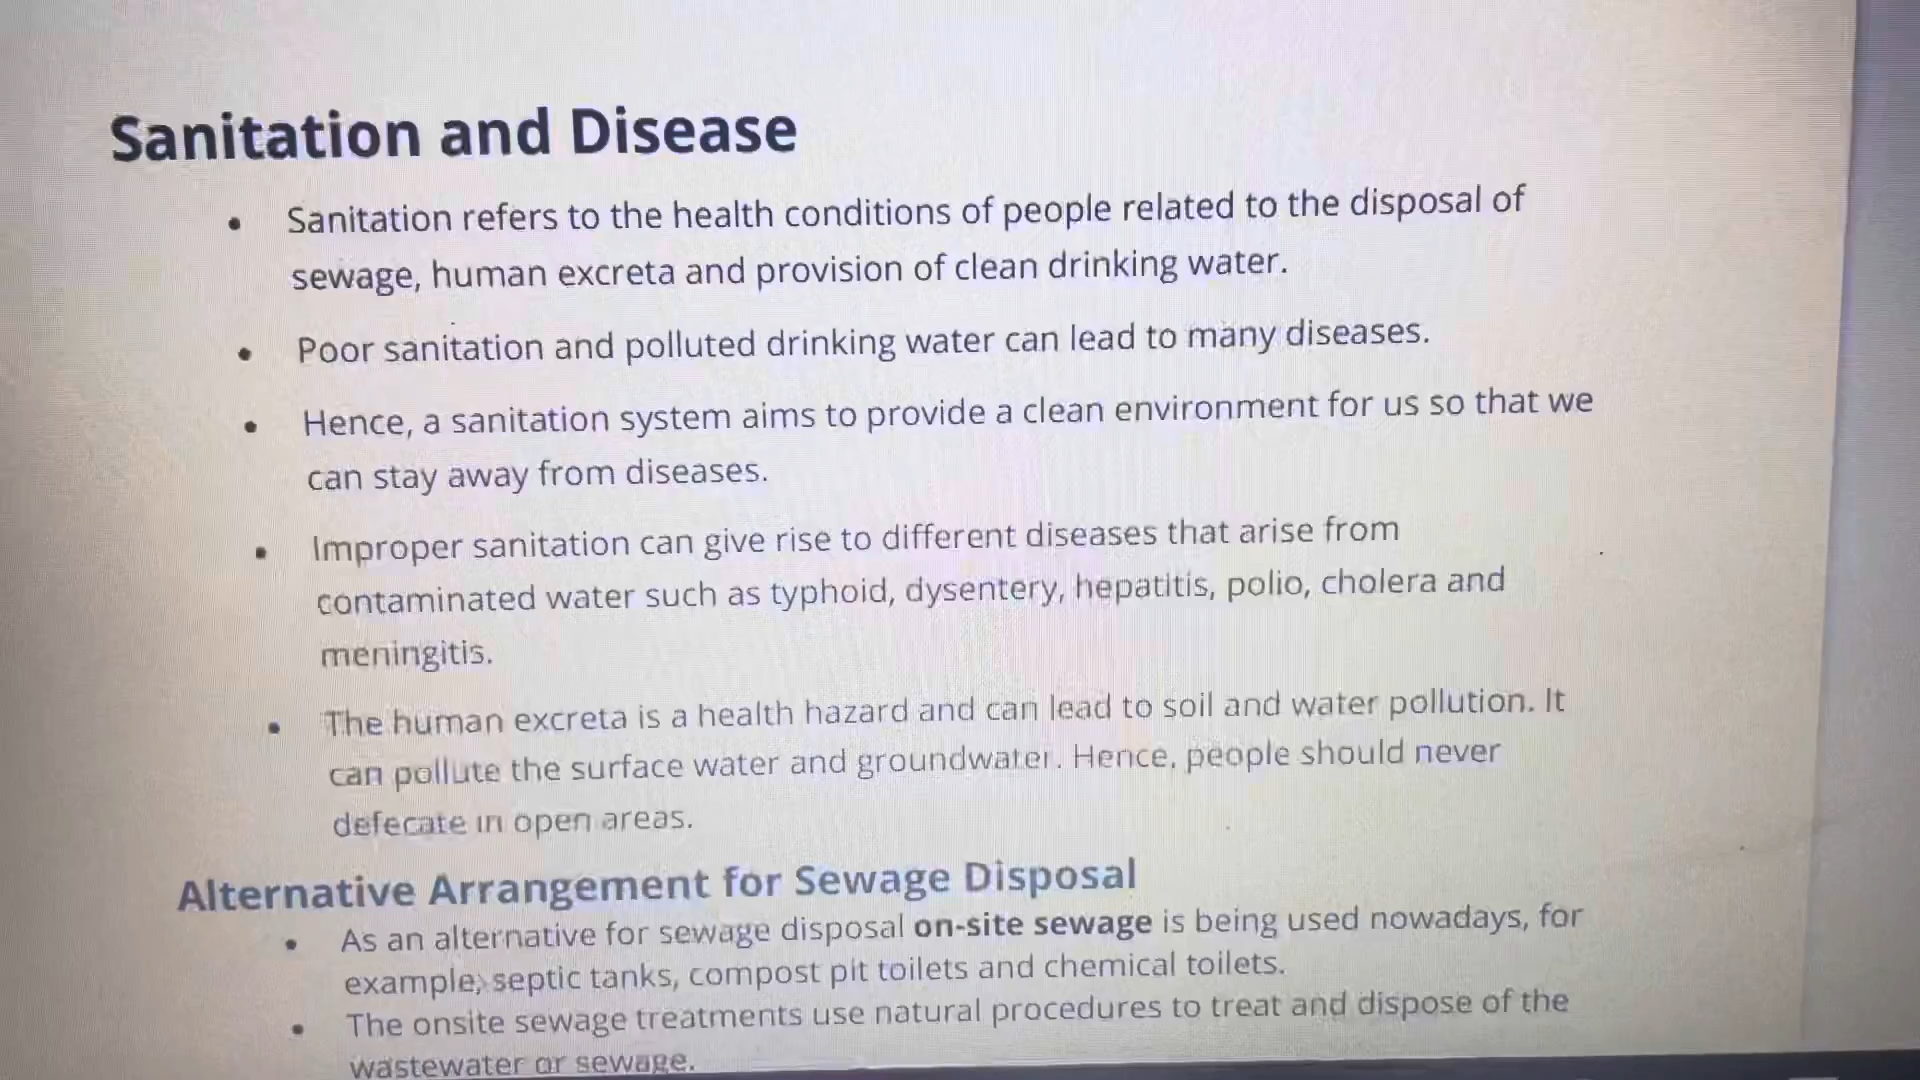 Sanitation and Disease
• Sanitation refers to the health conditions of people related to the disposal of
sewage, human excreta and provision of clean drinking water.
• Poor sanitation and polluted drinking water can lead to many diseases.
• Hence, a sanitation system aims to provide a clean environment for us so that we
can stay away from diseases.
• Improper sanitation can give rise to different diseases that arise from
contaminated water such as typhoid, dysentery, hepatitis, polio, cholera and
meningitis.
• The human excreta is a health hazard and can lead to soil and water pollution. It
can pollute the surface water and groundwater. Hence, people should never
defecate in open areas.
Alternative Arrangement for Sewage Disposal
• As an alternative for sewage disposal on-site sewage is being used nowadays, for
example, septic tanks, compost pit toilets and chemical toilets.
• The onsite sewage treatments use natural procedures to treat and dispose of the
wastewater or sewage.